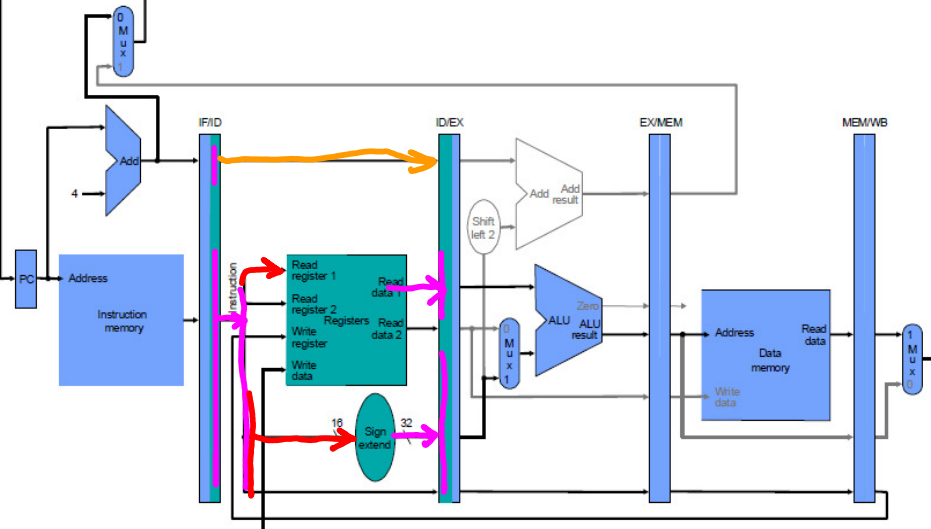 0
M
u
x
1
IF/ID
ID/EX
EX/MEM
MEM/WB
Add
4
Add
Add
result
Shift
left 2
PC
Address
Instruction
memory
Instruction
Read
register 1
Read
register 2
Write
register
Write
data
Registers
Read
data 1
Read
data 2
16
Sign
extend
32
0
M
u
x
1
ALU
Zero
ALU
result
Address
Read
data
Data
memory
Write
data
1
M
u
x
0